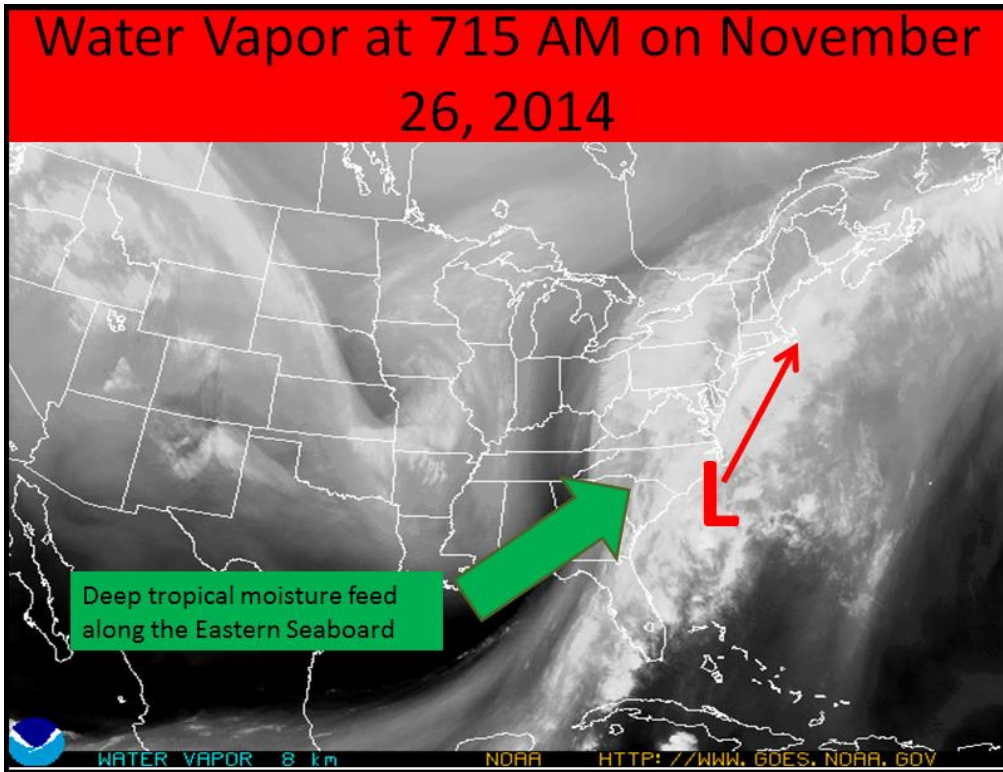 Water Vapor at 715 AM on November
26, 2014
L
Deep tropical moisture feed
along the Eastern Seaboard
WATER VAPOR 8 km NOAA HTTP://WWW.GOES.NOAA.GOV